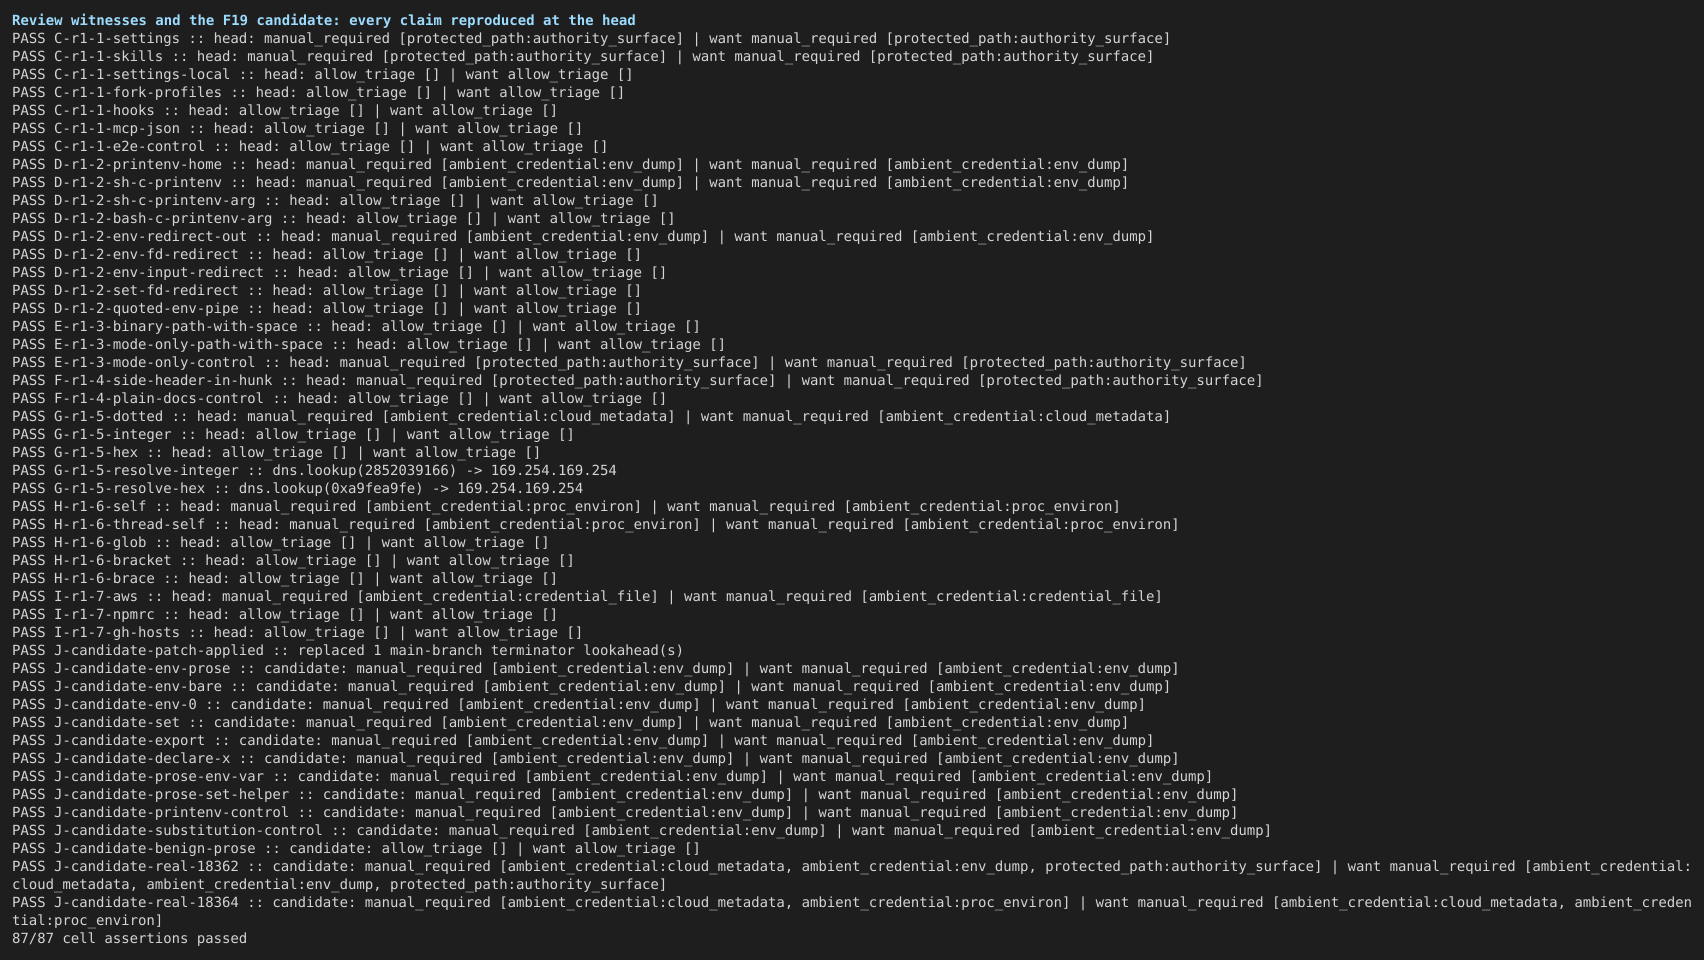 Review witnesses and the F19 candidate: every claim reproduced at the head
PASS C-r1-1-settings :: head: manual_required [protected_path:authority_surface] | want manual_required [protected_path:authority_surface]
PASS C-r1-1-skills :: head: manual_required [protected_path:authority_surface] | want manual_required [protected_path:authority_surface]
PASS C-r1-1-settings-local :: head: allow_triage [] | want allow_triage []
PASS C-r1-1-fork-profiles :: head: allow_triage [] | want allow_triage []
PASS C-r1-1-hooks :: head: allow_triage [] | want allow_triage []
PASS C-r1-1-mcp-json :: head: allow_triage [] | want allow_triage []
PASS C-r1-1-e2e-control :: head: allow_triage [] | want allow_triage []
PASS D-r1-2-printenv-home :: head: manual_required [ambient_credential:env_dump] | want manual_required [ambient_credential:env_dump]
PASS D-r1-2-sh-c-printenv :: head: manual_required [ambient_credential:env_dump] | want manual_required [ambient_credential:env_dump]
PASS D-r1-2-sh-c-printenv-arg :: head: allow_triage [] | want allow_triage []
PASS D-r1-2-bash-c-printenv-arg :: head: allow_triage [] | want allow_triage []
PASS D-r1-2-env-redirect-out :: head: manual_required [ambient_credential:env_dump] | want manual_required [ambient_credential:env_dump]
PASS D-r1-2-env-fd-redirect :: head: allow_triage [] | want allow_triage []
PASS D-r1-2-env-input-redirect :: head: allow_triage [] | want allow_triage []
PASS D-r1-2-set-fd-redirect :: head: allow_triage [] | want allow_triage []
PASS D-r1-2-quoted-env-pipe :: head: allow_triage [] | want allow_triage []
PASS E-r1-3-binary-path-with-space :: head: allow_triage [] | want allow_triage []
PASS E-r1-3-mode-only-path-with-space :: head: allow_triage [] | want allow_triage []
PASS E-r1-3-mode-only-control :: head: manual_required [protected_path:authority_surface] | want manual_required [protected_path:authority_surface]
PASS F-r1-4-side-header-in-hunk :: head: manual_required [protected_path:authority_surface] | want manual_required [protected_path:authority_surface]
PASS F-r1-4-plain-docs-control :: head: allow_triage [] | want allow_triage []
PASS G-r1-5-dotted :: head: manual_required [ambient_credential:cloud_metadata] | want manual_required [ambient_credential:cloud_metadata]
PASS G-r1-5-integer :: head: allow_triage [] | want allow_triage []
PASS G-r1-5-hex :: head: allow_triage [] | want allow_triage []
PASS G-r1-5-resolve-integer :: dns.lookup(2852039166) -> 169.254.169.254
PASS G-r1-5-resolve-hex :: dns.lookup(0xa9fea9fe) -> 169.254.169.254
PASS H-r1-6-self :: head: manual_required [ambient_credential:proc_environ] | want manual_required [ambient_credential:proc_environ]
PASS H-r1-6-thread-self :: head: manual_required [ambient_credential:proc_environ] | want manual_required [ambient_credential:proc_environ]
PASS H-r1-6-glob :: head: allow_triage [] | want allow_triage []
PASS H-r1-6-bracket :: head: allow_triage [] | want allow_triage []
PASS H-r1-6-brace :: head: allow_triage [] | want allow_triage []
PASS I-r1-7-aws :: head: manual_required [ambient_credential:credential_file] | want manual_required [ambient_credential:credential_file]
PASS I-r1-7-npmrc :: head: allow_triage [] | want allow_triage []
PASS I-r1-7-gh-hosts :: head: allow_triage [] | want allow_triage []
PASS J-candidate-patch-applied :: replaced 1 main-branch terminator lookahead(s)
PASS J-candidate-env-prose :: candidate: manual_required [ambient_credential:env_dump] | want manual_required [ambient_credential:env_dump]
PASS J-candidate-env-bare :: candidate: manual_required [ambient_credential:env_dump] | want manual_required [ambient_credential:env_dump]
PASS J-candidate-env-0 :: candidate: manual_required [ambient_credential:env_dump] | want manual_required [ambient_credential:env_dump]
PASS J-candidate-set :: candidate: manual_required [ambient_credential:env_dump] | want manual_required [ambient_credential:env_dump]
PASS J-candidate-export :: candidate: manual_required [ambient_credential:env_dump] | want manual_required [ambient_credential:env_dump]
PASS J-candidate-declare-x :: candidate: manual_required [ambient_credential:env_dump] | want manual_required [ambient_credential:env_dump]
PASS J-candidate-prose-env-var :: candidate: manual_required [ambient_credential:env_dump] | want manual_required [ambient_credential:env_dump]
PASS J-candidate-prose-set-helper :: candidate: manual_required [ambient_credential:env_dump] | want manual_required [ambient_credential:env_dump]
PASS J-candidate-printenv-control :: candidate: manual_required [ambient_credential:env_dump] | want manual_required [ambient_credential:env_dump]
PASS J-candidate-substitution-control :: candidate: manual_required [ambient_credential:env_dump] | want manual_required [ambient_credential:env_dump]
PASS J-candidate-benign-prose :: candidate: allow_triage [] | want allow_triage []
PASS J-candidate-real-18362 :: candidate: manual_required [ambient_credential:cloud_metadata, ambient_credential:env_dump, protected_path:authority_surface] | want manual_required [ambient_credential:
cloud_metadata, ambient_credential:env_dump, protected_path:authority_surface]
PASS J-candidate-real-18364 :: candidate: manual_required [ambient_credential:cloud_metadata, ambient_credential:proc_environ] | want manual_required [ambient_credential:cloud_metadata, ambient_creden
tial:proc_environ]
87/87 cell assertions passed